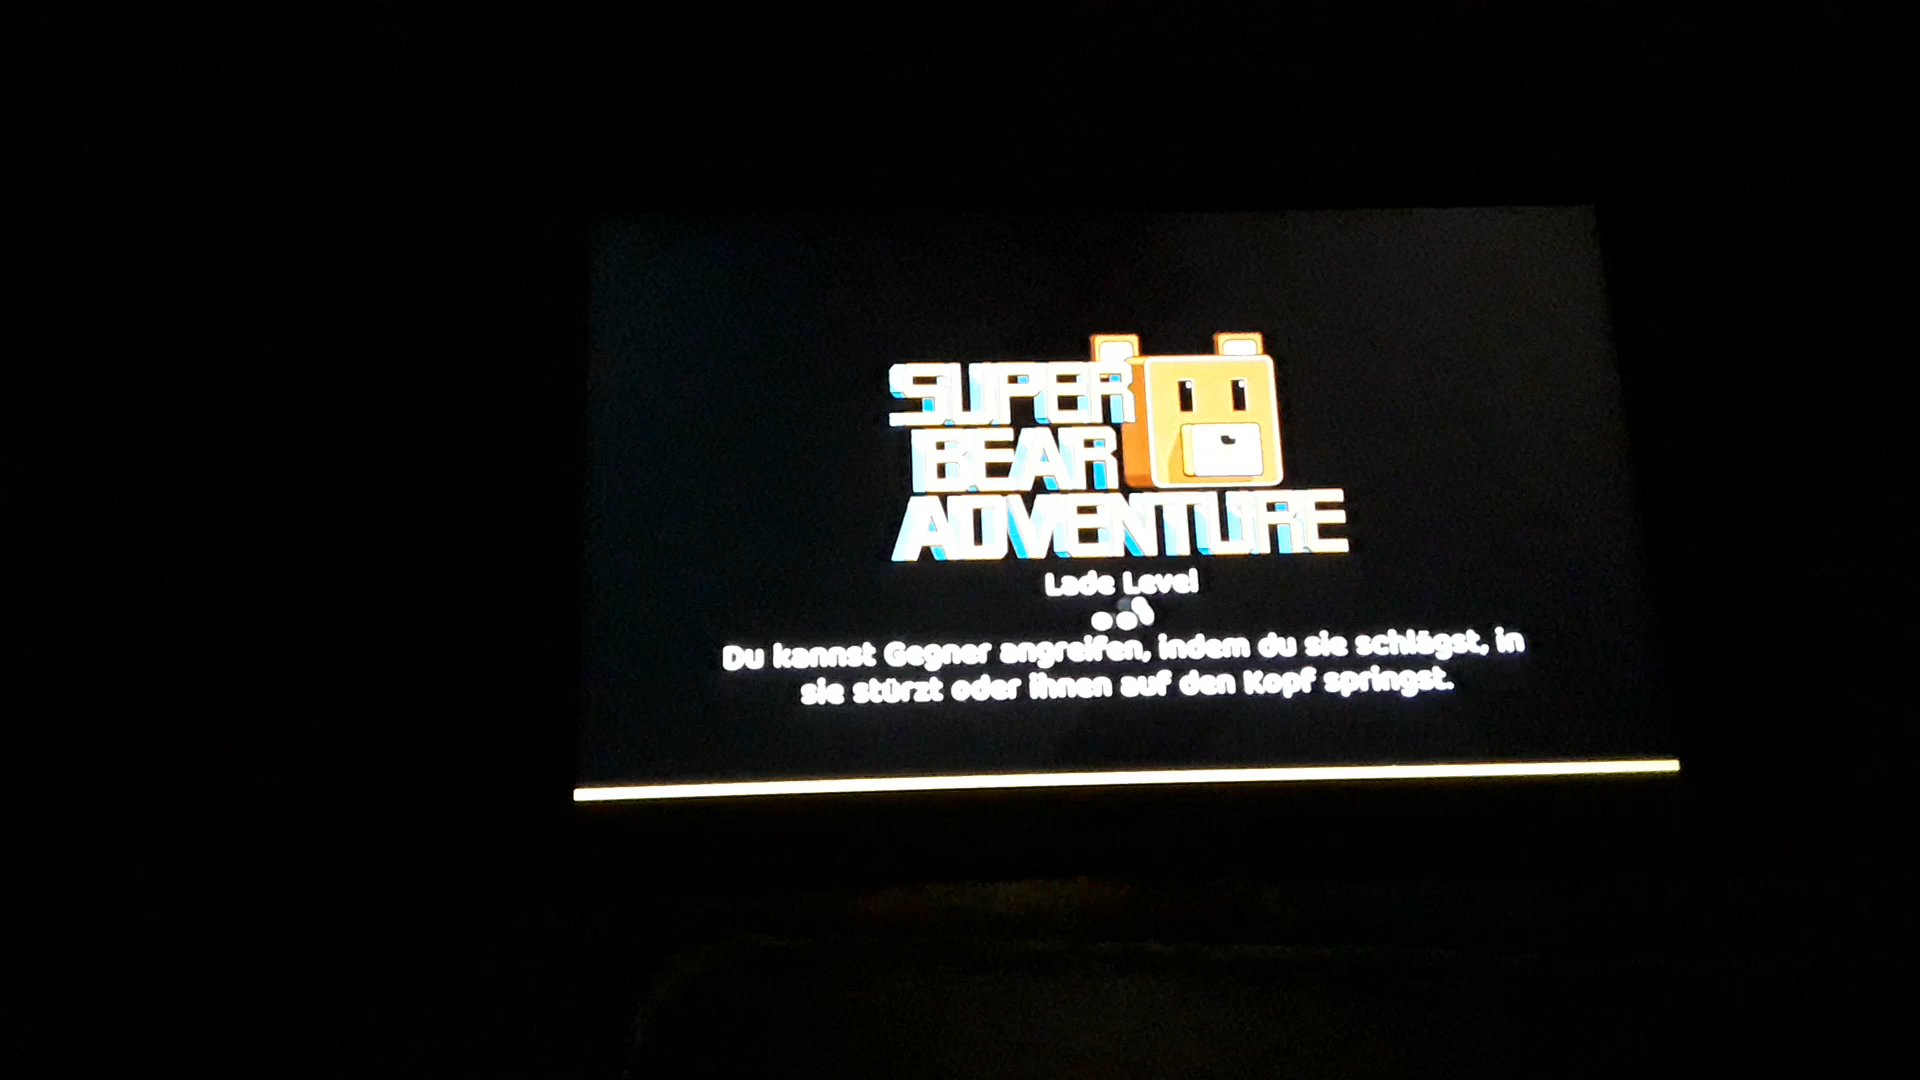 SUPER
BEAR
ADVENTURE
Lade Level
Du kannst Gegner angreifen, indem du sie schlägst, in
sie stürzt oder ihnen auf den Kopf springst.